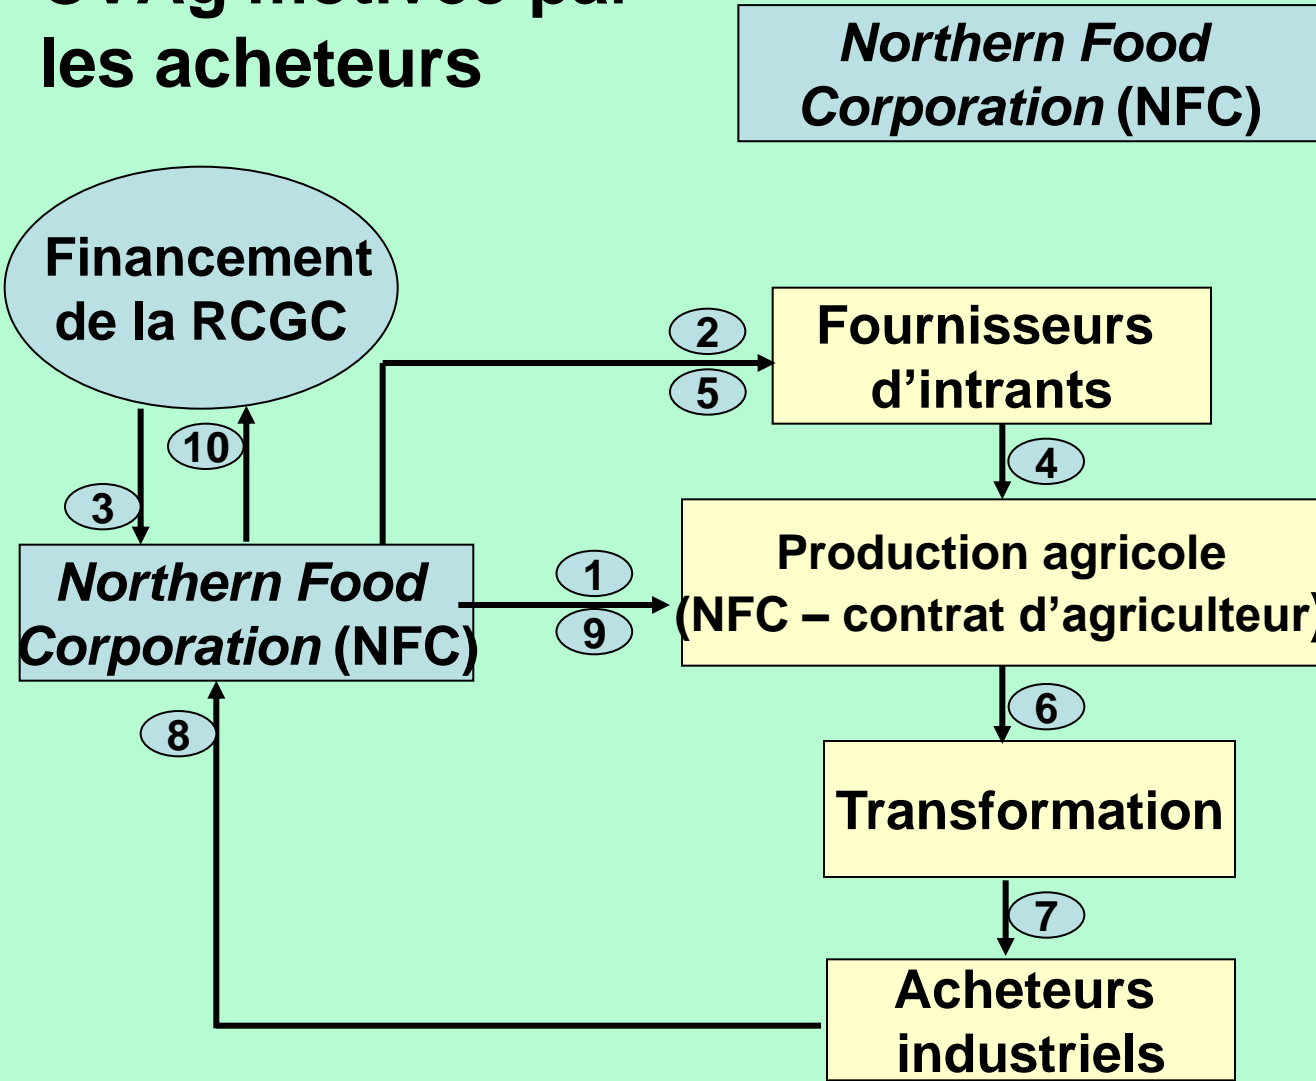 les acheteurs
Northern Food
Corporation (NFC)
Financement
de la RCGC
2
5
Fournisseurs
d’intrants
10
3
4
Northern Food
Corporation (NFC)
1
9
Production agricole
(NFC – contrat d’agriculteur)
8
6
Transformation
7
Acheteurs
industriels